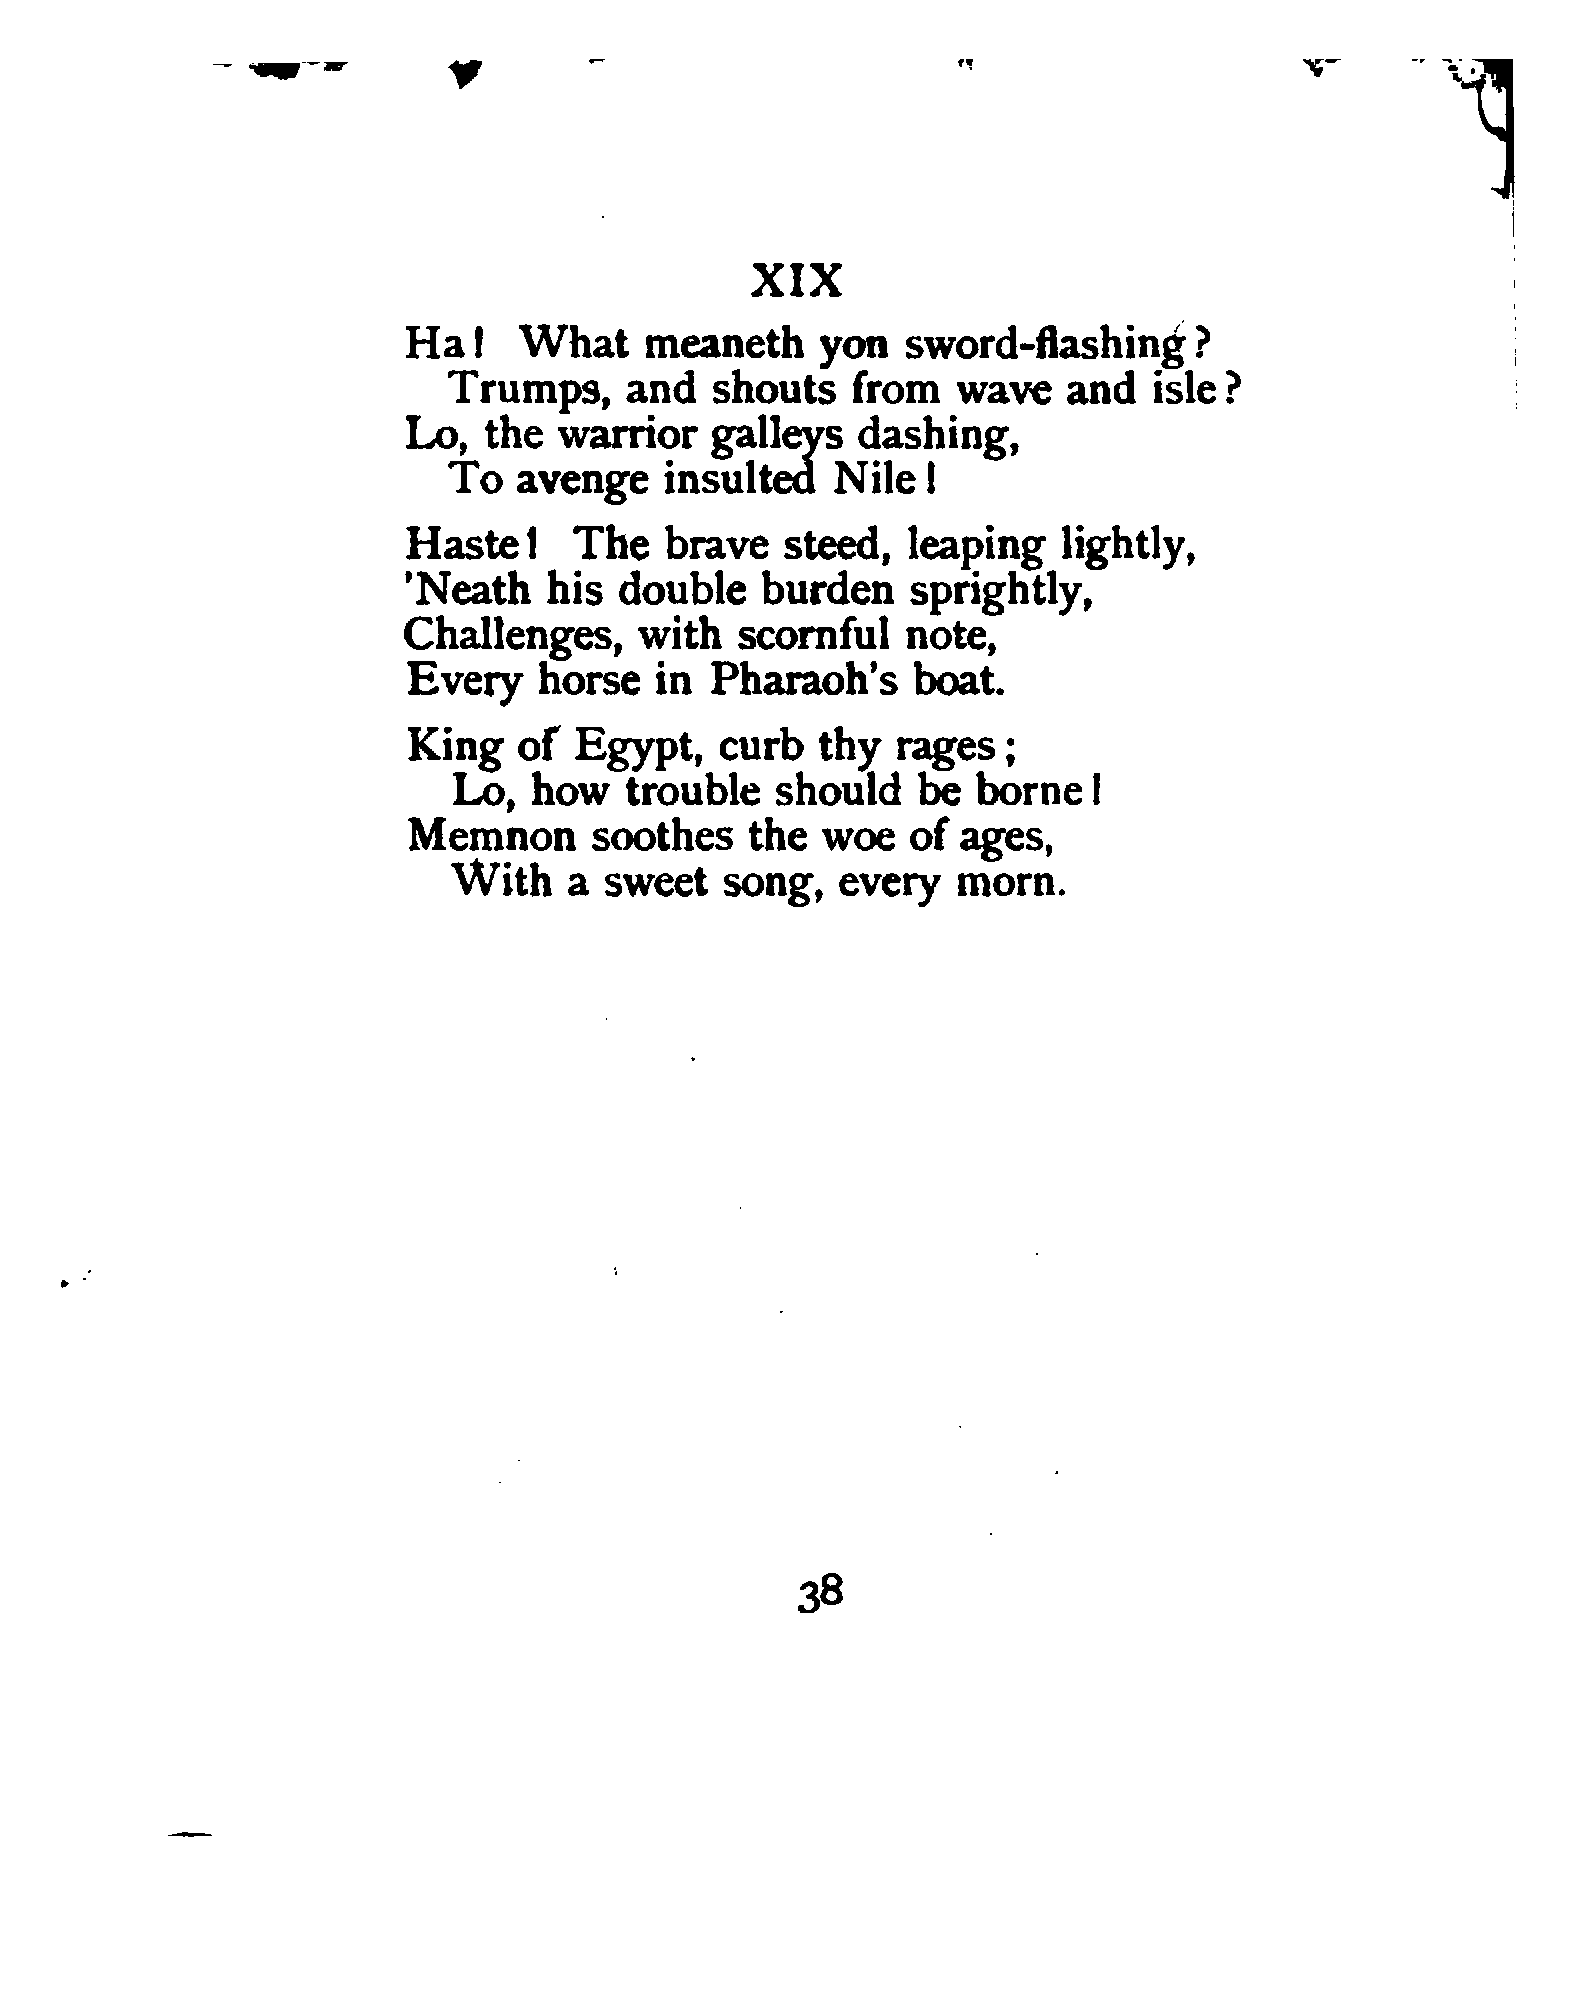 XIX
Ha! What meaneth yon sword-flashing?
Trumps, and shouts from wave and isle?
Lo, the warrior galleys dashing,
To avenge insulted Nile!
Haste! The brave steed, leaping lightly,
'Neath his double burden sprightly,
Challenges, with scornful note,
Every horse in Pharaoh's boat.
King of Egypt, curb thy rages;
Lo, how trouble should be borne!
Memnon soothes the woe of ages,
With a sweet song, every morn.
38